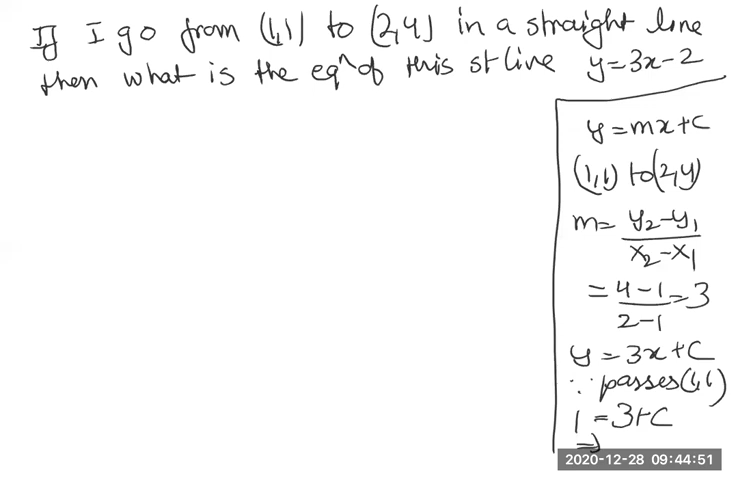 If I go from (1,1) to (2,4) in a straight line
then what is the eqⁿ of this st line y=3x-2
y=mx+c
(1,1) to (2,4)
m= y₂-y₁
x₂-x₁
= 4-1 =3
2-1
y=3x+c
∵ passes (1,1)
1=3+c
⇒
2020-12-28 09:44:51